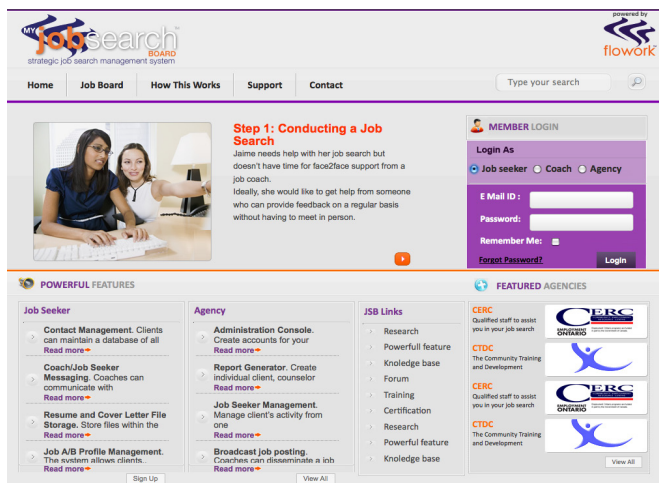 MY jobsearch
BOARD
strategic job search management system
powered by
flowork
Home
Job Board
How This Works
Support
Contact
Type your search
Step 1: Conducting a Job
Search
Jaime needs help with her job search but
doesn't have time for face2face support from a
job coach.
Ideally, she would like to get help from someone
who can provide feedback on a regular basis
without having to meet in person.
MEMBER LOGIN
Login As
Job seeker
Coach
Agency
E Mail ID :
Password:
Remember Me:
Forgot Password?
Login
POWERFUL FEATURES
Job Seeker
Contact Management. Clients
can maintain a database of all
Read more
Coach/Job Seeker
Messaging. Coaches can
communicate with
Read more
Resume and Cover Letter File
Storage. Store files within the
Read more
Job A/B Profile Management.
The system allows clients..
Read more
Sign Up
Agency
Administration Console.
Create accounts for your
Read more
Report Generator. Create
individual client, counselor
Read more
Job Seeker Management.
Manage client's activity from
one
Read more
Broadcast job posting.
Coaches can disseminate a job
Read more
View All
JSB Links
Research
Powerfull feature
Knoledge base
Forum
Training
Certification
Research
Powerful feature
Knoledge base
FEATURED AGENCIES
CERC
Qualified staff to assist
you in your job search
CERC
EMPLOYMENT
ONTARIO
CTDC
The Community Training
and Development
CERC
Qualified staff to assist
you in your job search
CERC
EMPLOYMENT
ONTARIO
CTDC
The Community Training
and Development
View All